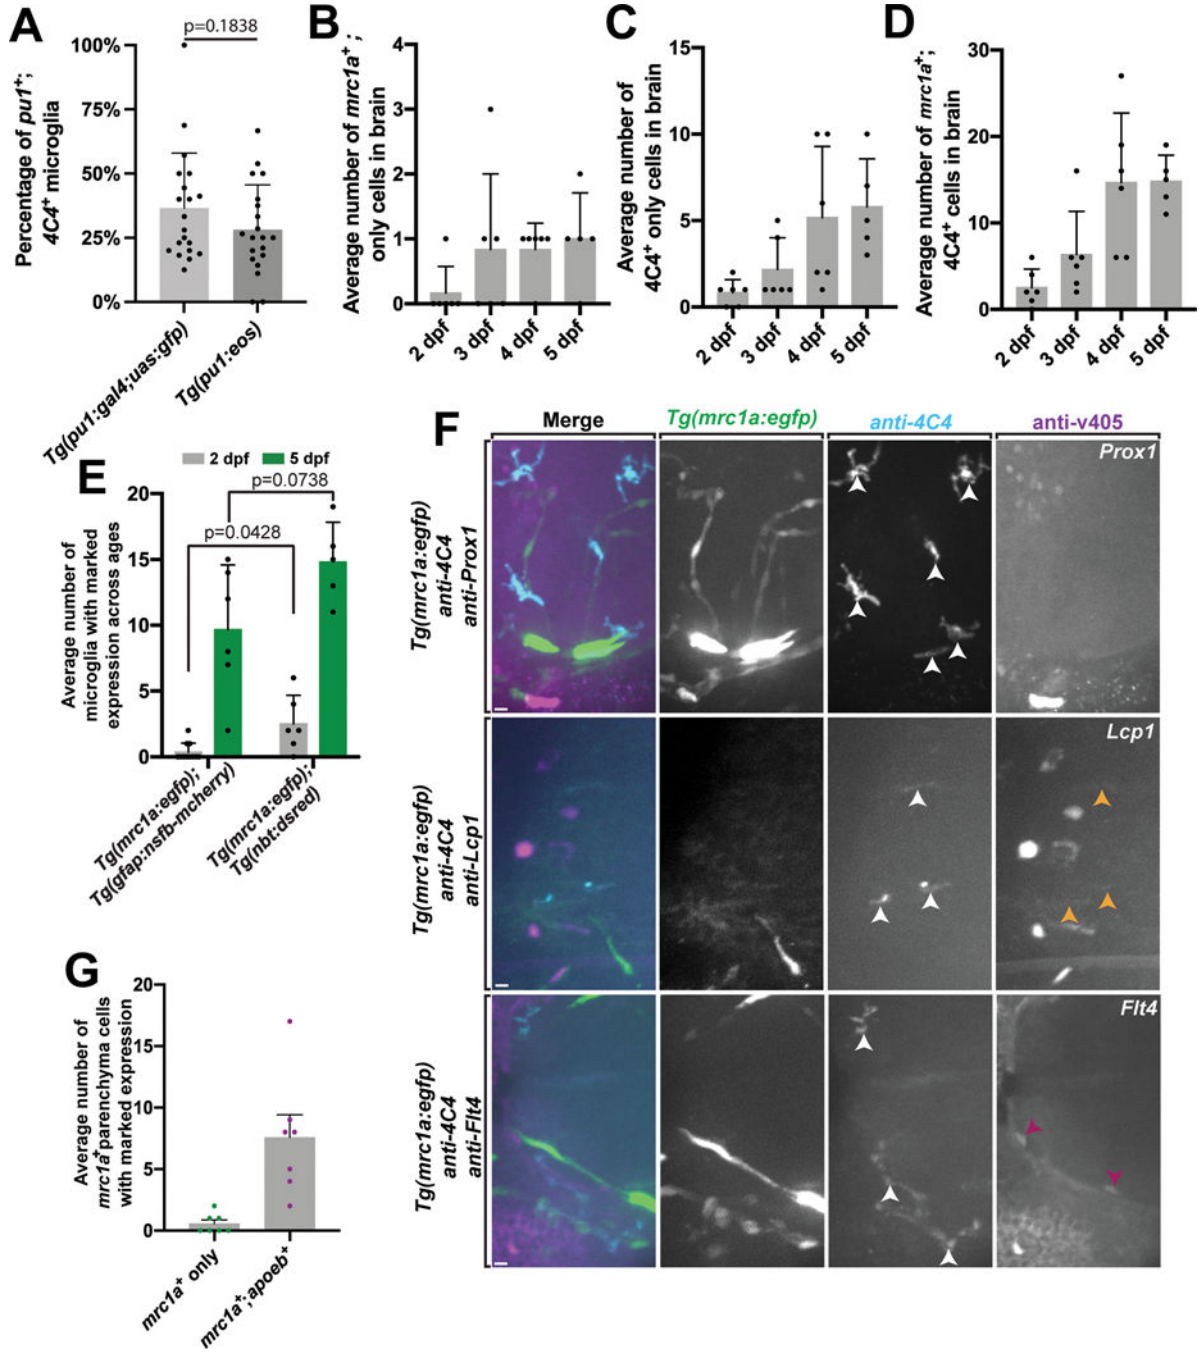 A
p=0.1838
100%
75%
50%
25%
0%
Percentage of pu1⁺;
4C4⁺ microglia
Tg(pu1:gal4;uas:gfp)
Tg(pu1:eos)
B
4
3
2
1
0
Average number of mrc1a⁺;
only cells in brain
2 dpf
3 dpf
4 dpf
5 dpf
C
15
10
5
0
Average number of
4C4⁺ only cells in brain
2 dpf
3 dpf
4 dpf
5 dpf
D
30
20
10
0
Average number of mrc1a⁺;
4C4⁺ cells in brain
2 dpf
3 dpf
4 dpf
5 dpf
E
2 dpf
5 dpf
p=0.0738
p=0.0428
20
15
10
5
0
Average number of
microglia with marked
expression across ages
Tg(mrc1a:egfp);
Tg(gfap:nsfb-mcherry)
Tg(mrc1a:egfp);
Tg(nbt:dsred)
F
Merge
Tg(mrc1a:egfp)
anti-4C4
anti-v405
Tg(mrc1a:egfp)
anti-4C4
anti-Prox1
Prox1
Tg(mrc1a:egfp)
anti-4C4
anti-Lcp1
Lcp1
Tg(mrc1a:egfp)
anti-4C4
anti-Flt4
Flt4
G
20
15
10
5
0
Average number of
mrc1a⁺parenchyma cells
with marked expression
mrc1a⁺ only
mrc1a⁺;apoeb⁺